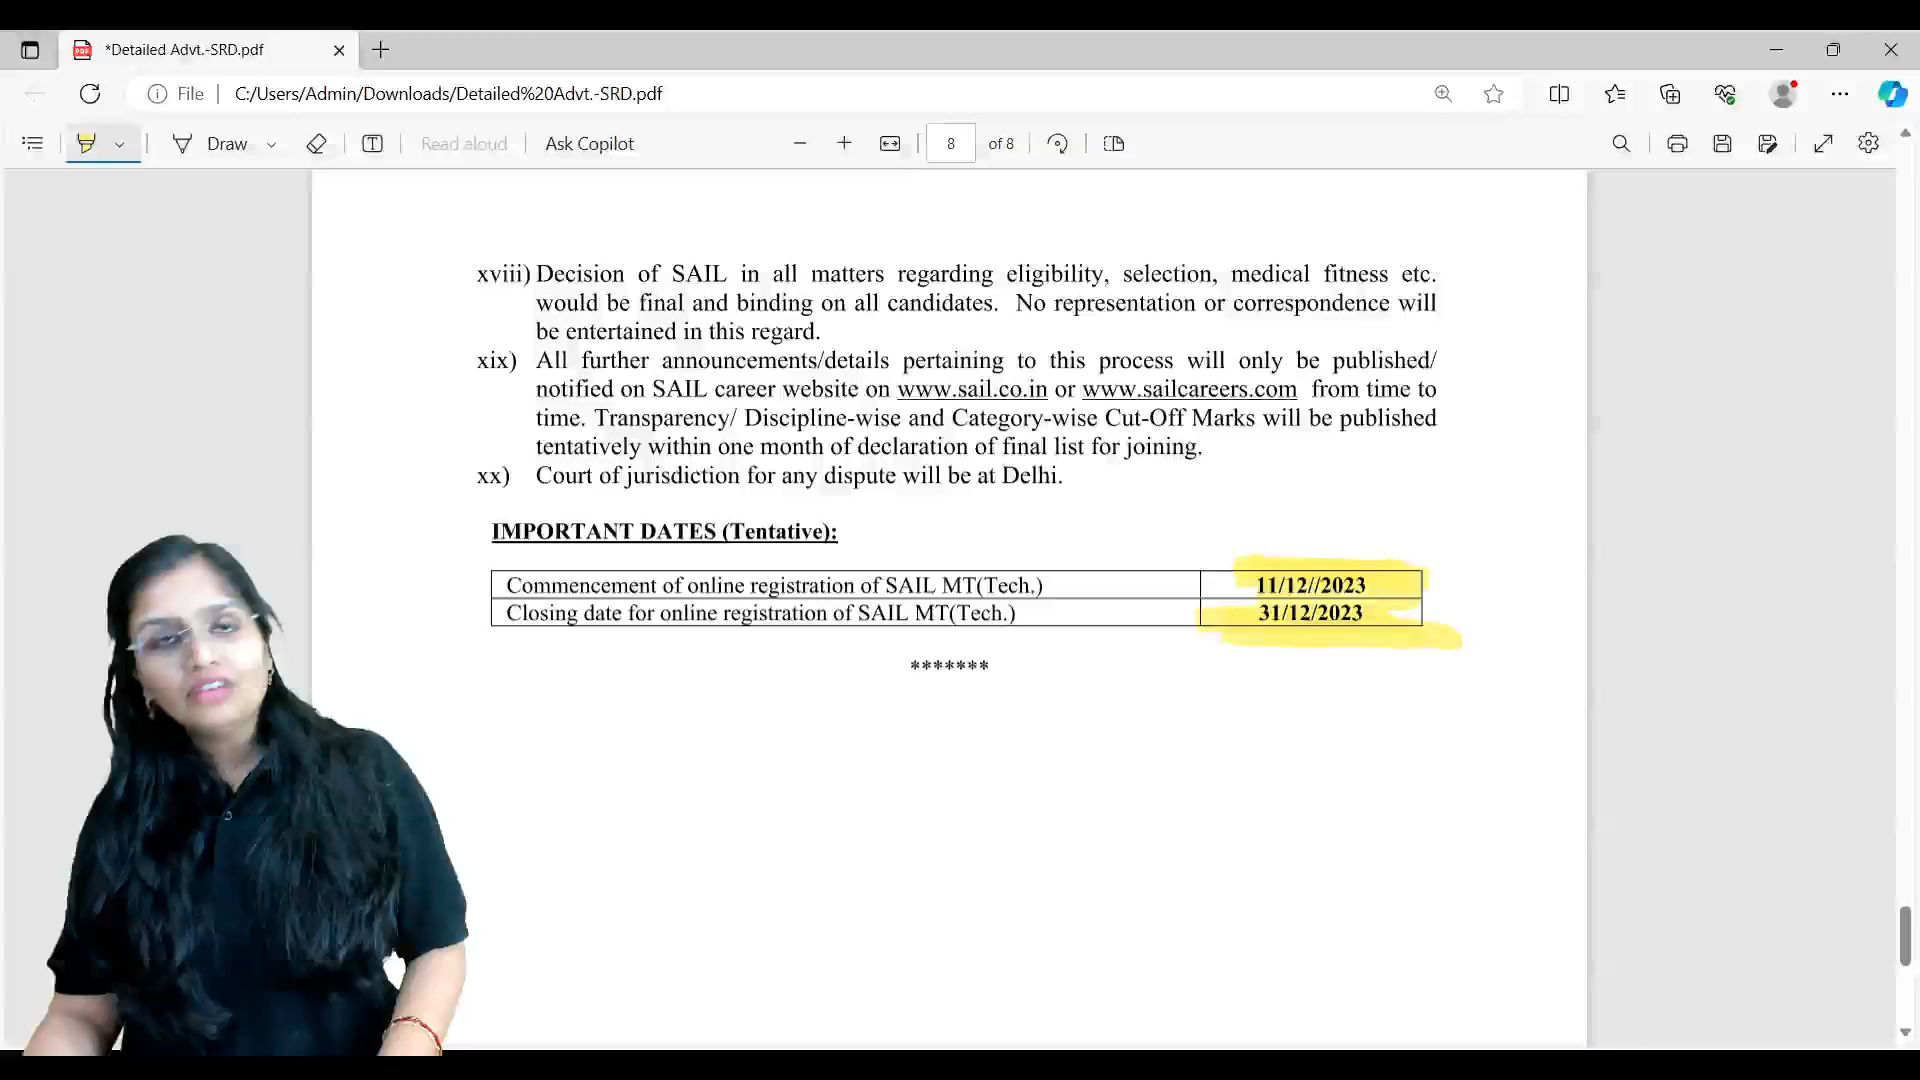 *Detailed Advt.-SRD.pdf
File
C:/Users/Admin/Downloads/Detailed%20Advt.-SRD.pdf
Draw
Read aloud
Ask Copilot
8
of 8
xviii) Decision of SAIL in all matters regarding eligibility, selection, medical fitness etc.
would be final and binding on all candidates. No representation or correspondence will
be entertained in this regard.
xix) All further announcements/details pertaining to this process will only be published/
notified on SAIL career website on www.sail.co.in or www.sailcareers.com from time to
time. Transparency/ Discipline-wise and Category-wise Cut-Off Marks will be published
tentatively within one month of declaration of final list for joining.
xx) Court of jurisdiction for any dispute will be at Delhi.
IMPORTANT DATES (Tentative):
Commencement of online registration of SAIL MT(Tech.) 11/12//2023
Closing date for online registration of SAIL MT(Tech.) 31/12/2023
*******